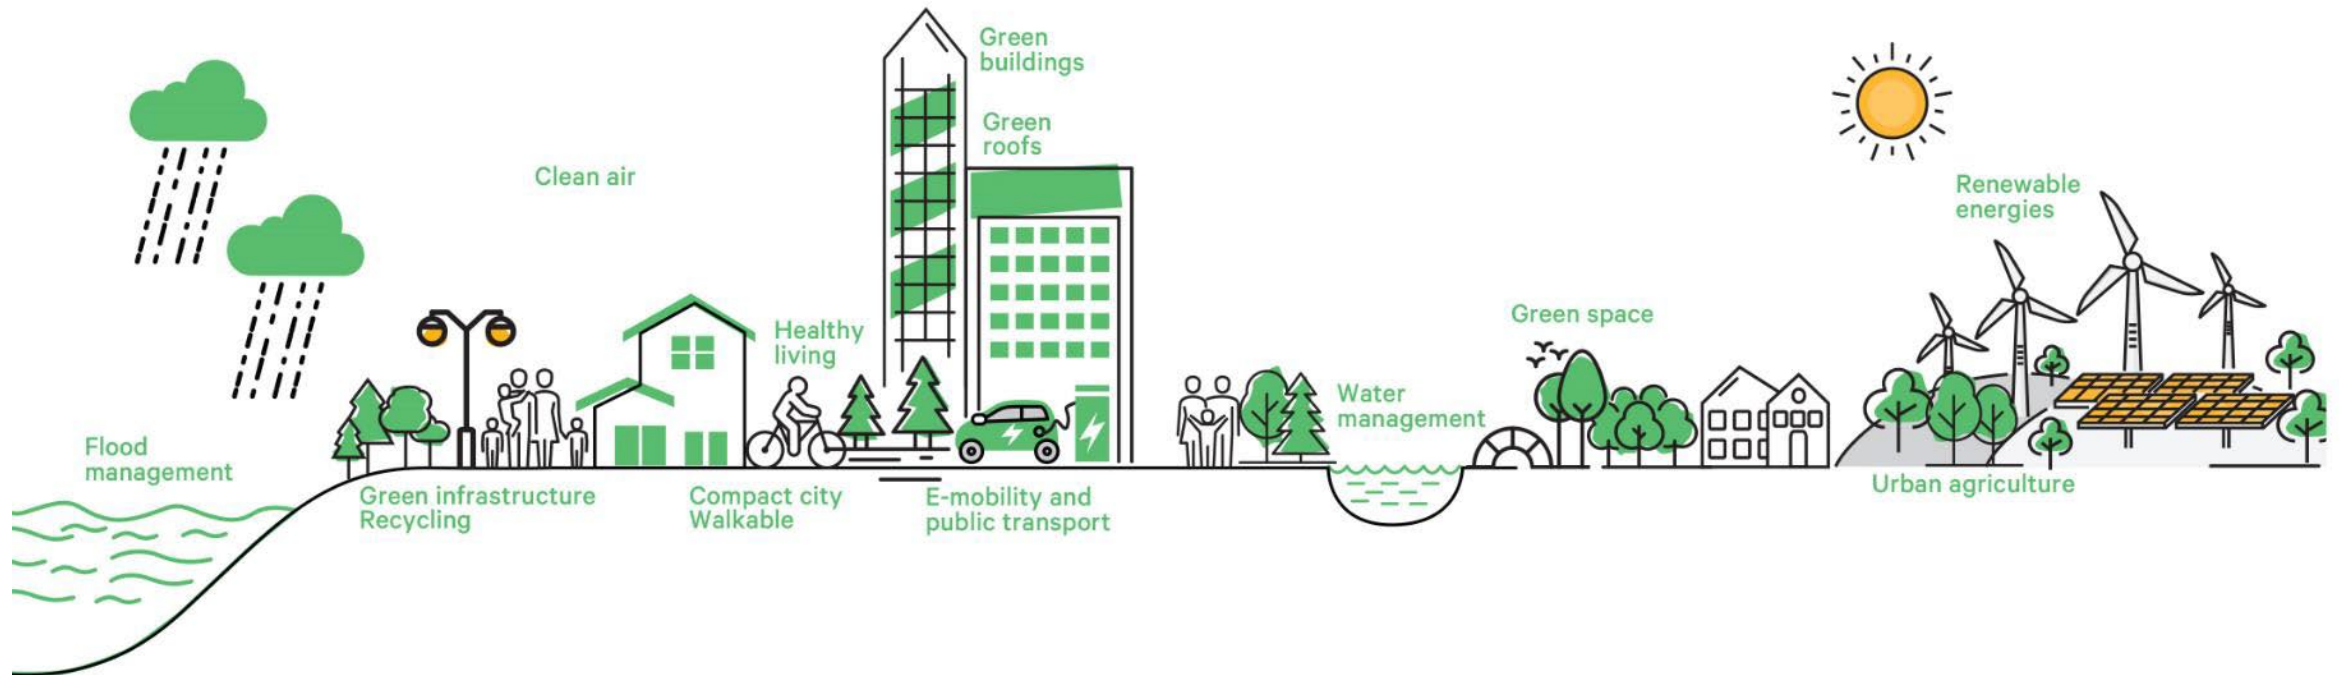 Flood
management
Clean air
Green infrastructure
Recycling
Compact city
Walkable
Healthy
living
Green
buildings
Green
roofs
E-mobility and
public transport
Water
management
Green space
Renewable
energies
Urban agriculture